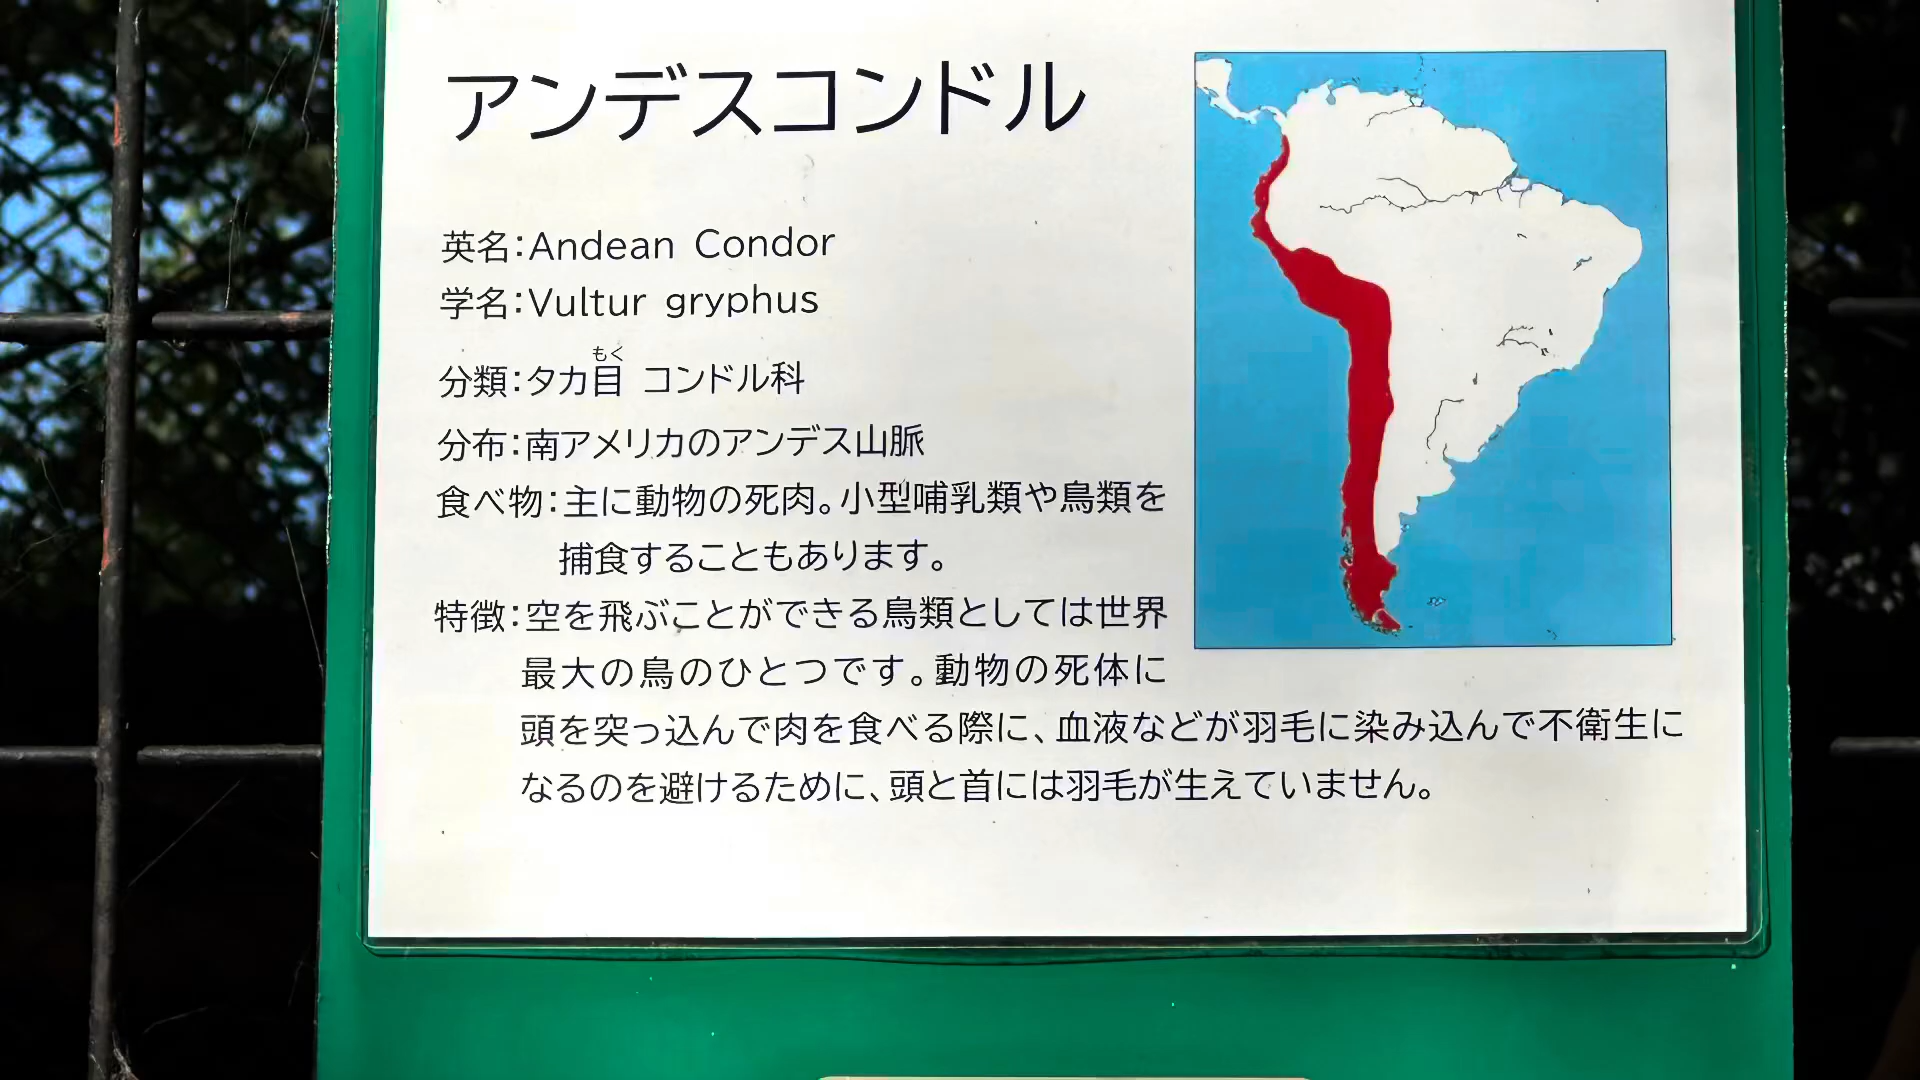 アンデスコンドル
英名：Andean Condor
学名：Vultur gryphus
もく
分類：タカ目 コンドル科
分布：南アメリカのアンデス山脈
食べ物：主に動物の死肉。小型哺乳類や鳥類を
捕食することもあります。
特徴：空を飛ぶことができる鳥類としては世界
最大の鳥のひとつです。動物の死体に
頭を突っ込んで肉を食べる際に、血液などが羽毛に染み込んで不衛生に
なるのを避けるために、頭と首には羽毛が生えていません。